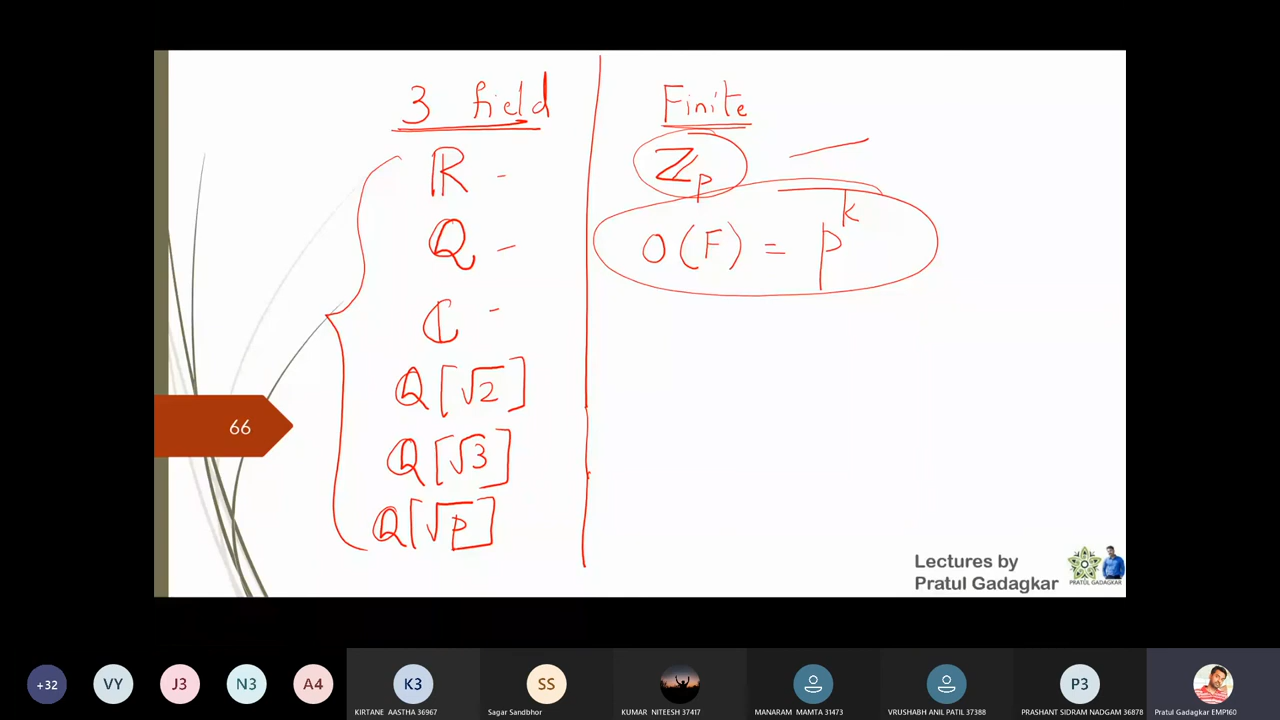 3 field
R -
Q -
C -
Q[√2]
Q[√3]
Q[√p]
Finite
Zp
O(F) = p^k
66
Lectures by
Pratul Gadagkar
PRATUL GADAGKAR
+32
VY
J3
N3
A4
K3
KIRTANE AASTHA 36967
SS
Sagar Sandbhor
KUMAR NITEESH 37417
MANARAM MAMTA 31473
VRUSHABH ANIL PATIL 37388
P3
PRASHANT SIDRAM NADGAM 36878
Pratul Gadagkar EMP160